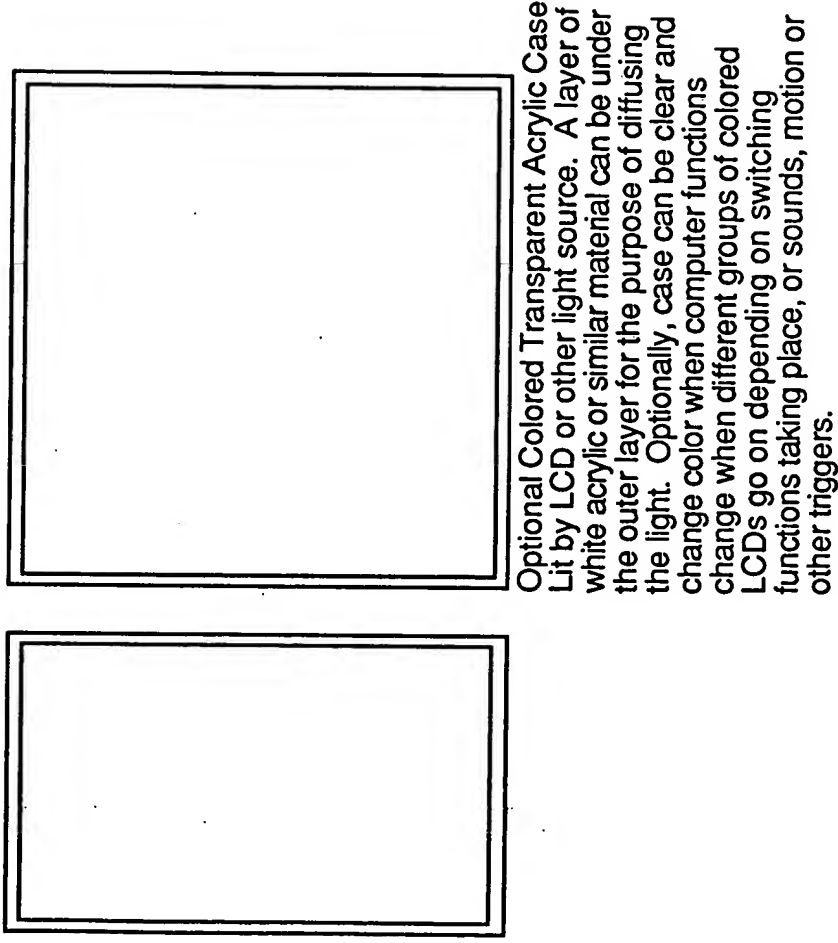 Optional Colored Transparent Acrylic Case
Lit by LCD or other light source. A layer of
white acrylic or similar material can be under
the outer layer for the purpose of diffusing
the light. Optionally, case can be clear and
change color when computer functions
change when different groups of colored
LCDs go on depending on switching
functions taking place, or sounds, motion or
other triggers.